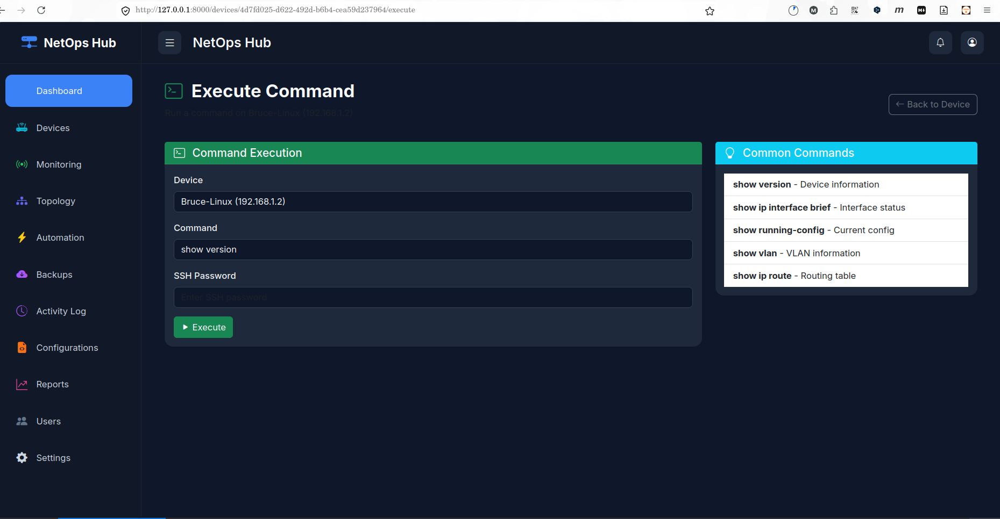 http://127.0.0.1:8000/devices/4d7fd025-d622-492d-b6b4-cea59d237964/execute
NetOps Hub
NetOps Hub
Dashboard
Devices
Monitoring
Topology
Automation
Backups
Activity Log
Configurations
Reports
Users
Settings
Execute Command
Run a command on Bruce-Linux (192.168.1.2)
← Back to Device
Command Execution
Device
Bruce-Linux (192.168.1.2)
Command
show version
SSH Password
Enter SSH password
Execute
Common Commands
show version - Device information
show ip interface brief - Interface status
show running-config - Current config
show vlan - VLAN information
show ip route - Routing table